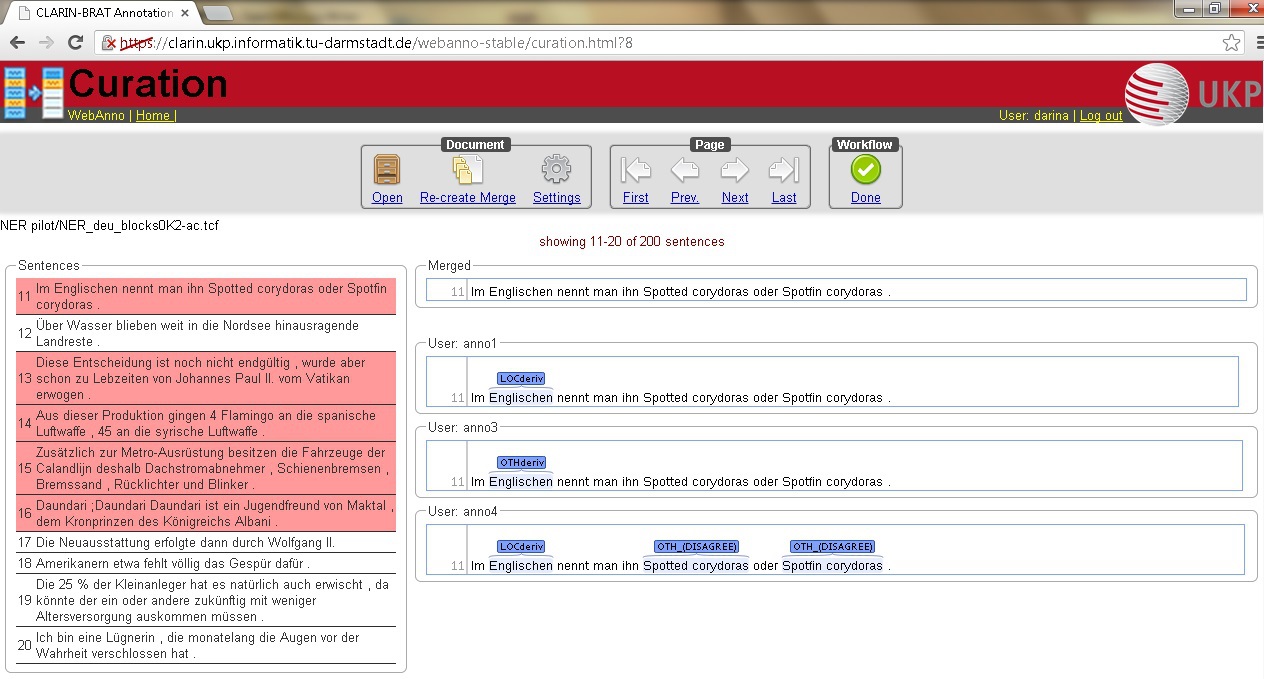 CLARIN-BRAT Annotation
https://clarin.ukp.informatik.tu-darmstadt.de/webanno-stable/curation.html?8
Curation
WebAnno | Home |
User: darina | Log out
UKP
Document
Open Re-create Merge Settings
Page
First Prev. Next Last
Workflow
Done
NER pilot/NER_deu_blocks0K2-ac.tcf
showing 11-20 of 200 sentences
Sentences
11 Im Englischen nennt man ihn Spotted corydoras oder Spotfin
corydoras .
12 Über Wasser blieben weit in die Nordsee hinausragende
Landreste .
13 Diese Entscheidung ist noch nicht endgültig , wurde aber
schon zu Lebzeiten von Johannes Paul II. vom Vatikan
erwogen .
14 Aus dieser Produktion gingen 4 Flamingo an die spanische
Luftwaffe , 45 an die syrische Luftwaffe .
15 Zusätzlich zur Metro-Ausrüstung besitzen die Fahrzeuge der
Calandlijn deshalb Dachstromabnehmer , Schienenbremsen ,
Bremssand , Rücklichter und Blinker .
16 Daundari ;Daundari Daundari ist ein Jugendfreund von Maktal ,
dem Kronprinzen des Königreichs Albani .
17 Die Neuausstattung erfolgte dann durch Wolfgang II.
18 Amerikanern etwa fehlt völlig das Gespür dafür .
19 Die 25 % der Kleinanleger hat es natürlich auch erwischt , da
könnte der ein oder andere zukünftig mit weniger
Altersversorgung auskommen müssen .
20 Ich bin eine Lügnerin , die monatelang die Augen vor der
Wahrheit verschlossen hat .
Merged
11 Im Englischen nennt man ihn Spotted corydoras oder Spotfin corydoras .
User: anno1
LOCderiv
11 Im Englischen nennt man ihn Spotted corydoras oder Spotfin corydoras .
User: anno3
OTHderiv
11 Im Englischen nennt man ihn Spotted corydoras oder Spotfin corydoras .
User: anno4
LOCderiv OTH_(DISAGREE) OTH_(DISAGREE)
11 Im Englischen nennt man ihn Spotted corydoras oder Spotfin corydoras .